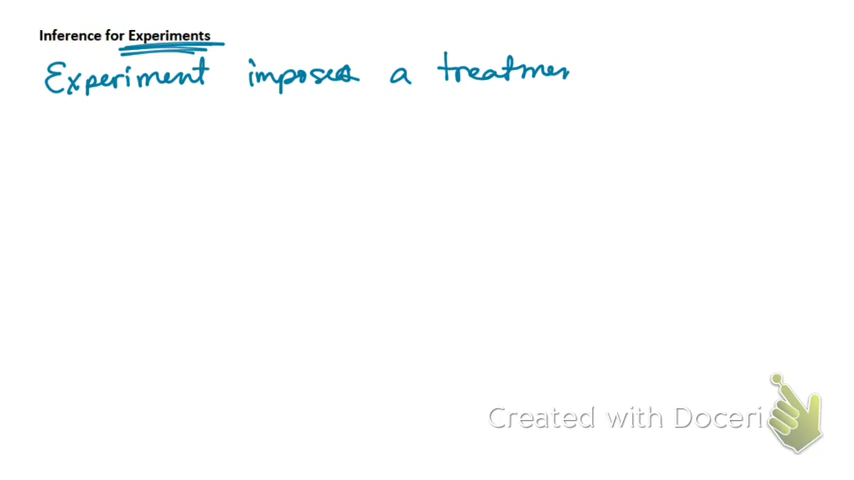 Inference for Experiments
Experiment imposes a treatmen
Created with Doceri